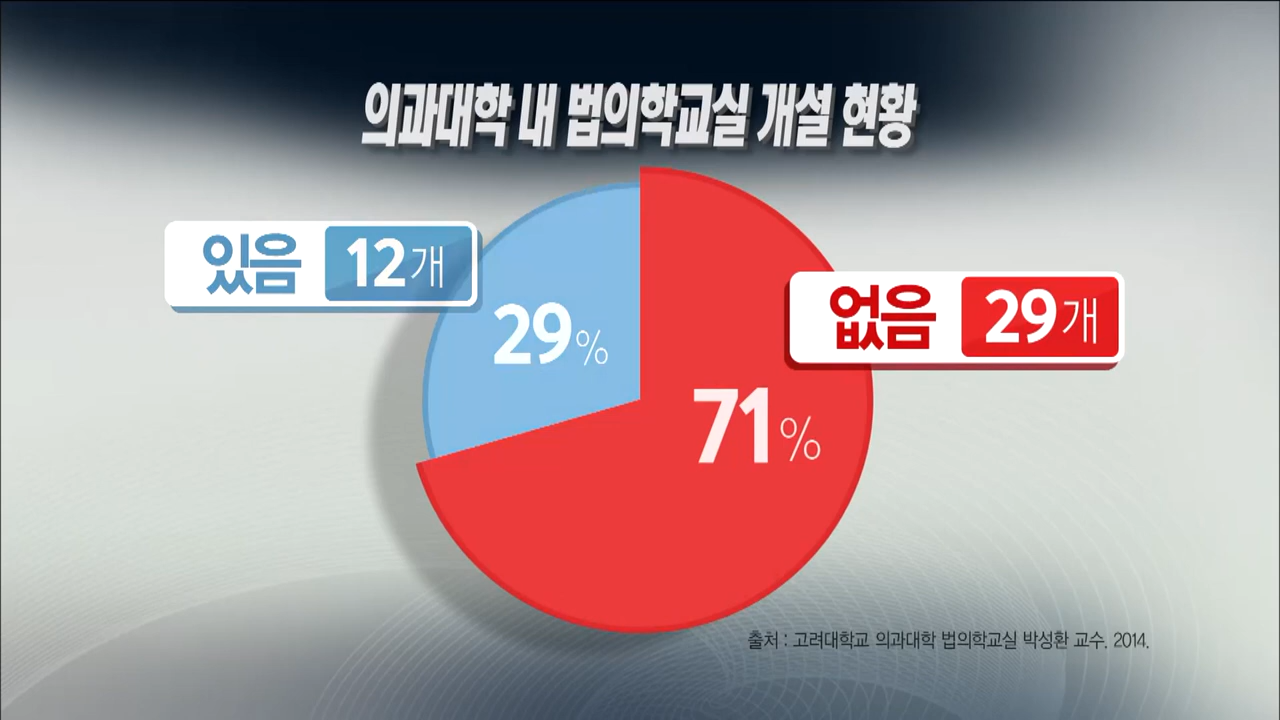 의과대학 내 법의학교실 개설 현황
있음 12개
29%
없음 29개
71%
출처 : 고려대학교 의과대학 법의학교실 박성환 교수. 2014.